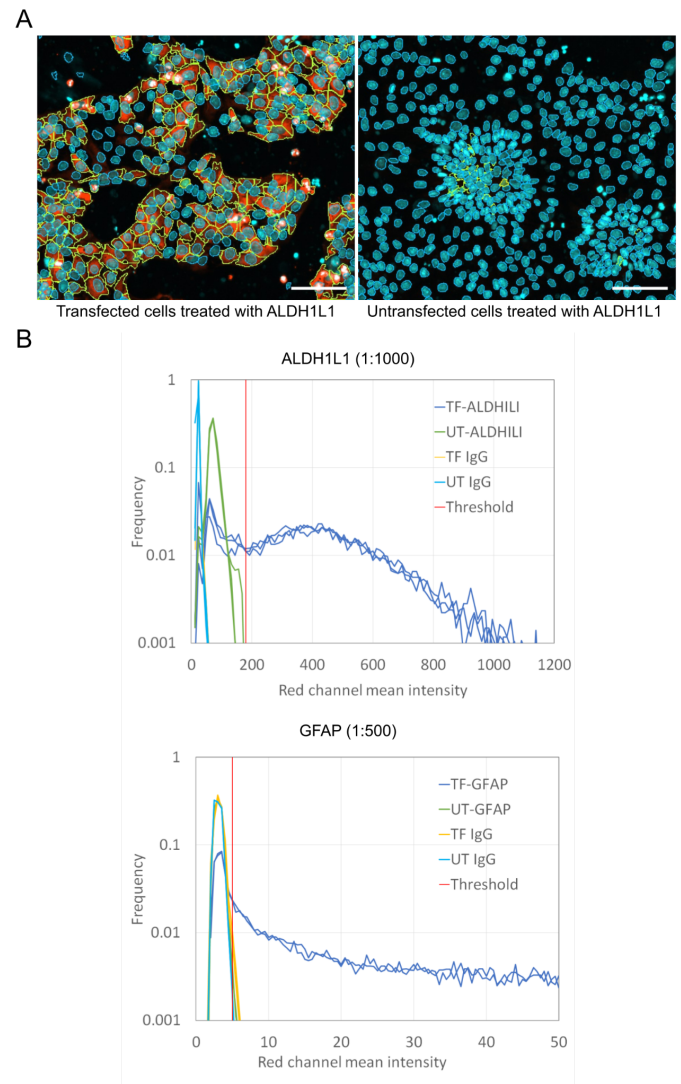 A
Transfected cells treated with ALDH1L1
Untransfected cells treated with ALDH1L1
B
ALDH1L1 (1:1000)
1
0.1
0.01
0.001
Frequency
TF-ALDHILI
UT-ALDHILI
TF IgG
UT IgG
Threshold
0 200 400 600 800 1000 1200
Red channel mean intensity
GFAP (1:500)
1
0.1
0.01
0.001
Frequency
TF-GFAP
UT-GFAP
TF IgG
UT IgG
Threshold
0 10 20 30 40 50
Red channel mean intensity